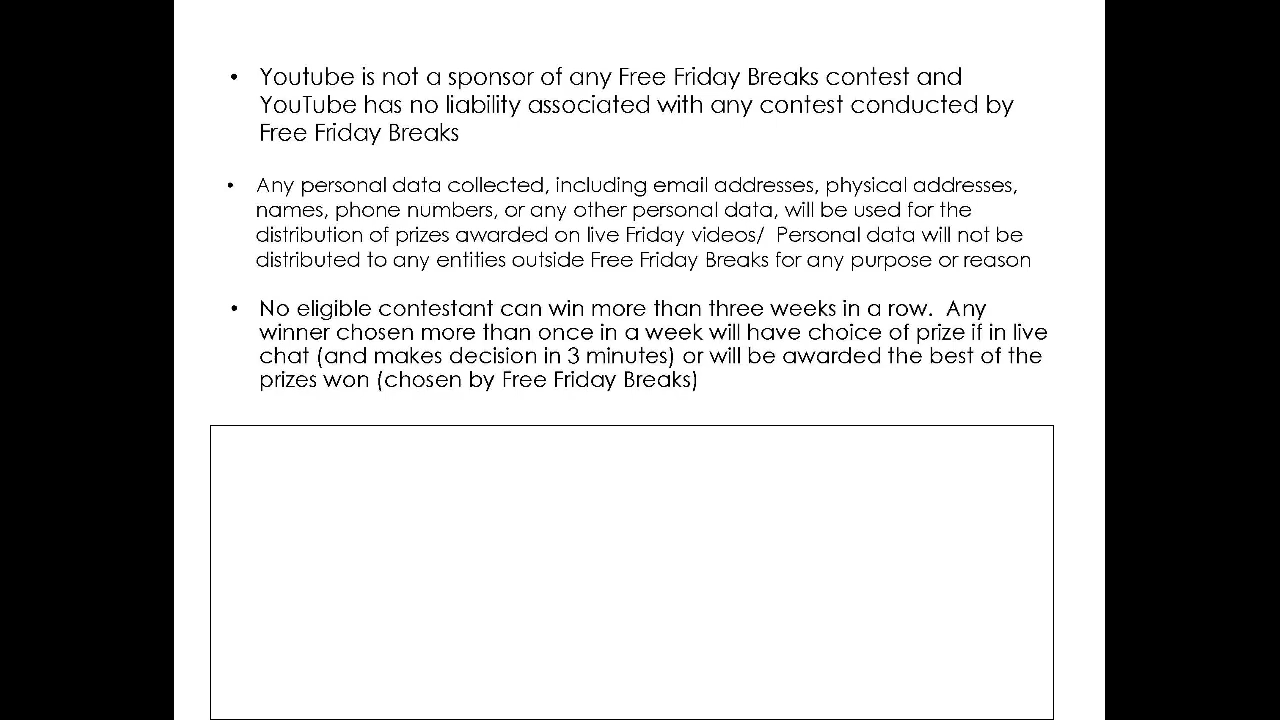 • Youtube is not a sponsor of any Free Friday Breaks contest and
YouTube has no liability associated with any contest conducted by
Free Friday Breaks
• Any personal data collected, including email addresses, physical addresses,
names, phone numbers, or any other personal data, will be used for the
distribution of prizes awarded on live Friday videos/  Personal data will not be
distributed to any entities outside Free Friday Breaks for any purpose or reason
• No eligible contestant can win more than three weeks in a row.  Any
winner chosen more than once in a week will have choice of prize if in live
chat (and makes decision in 3 minutes) or will be awarded the best of the
prizes won (chosen by Free Friday Breaks)